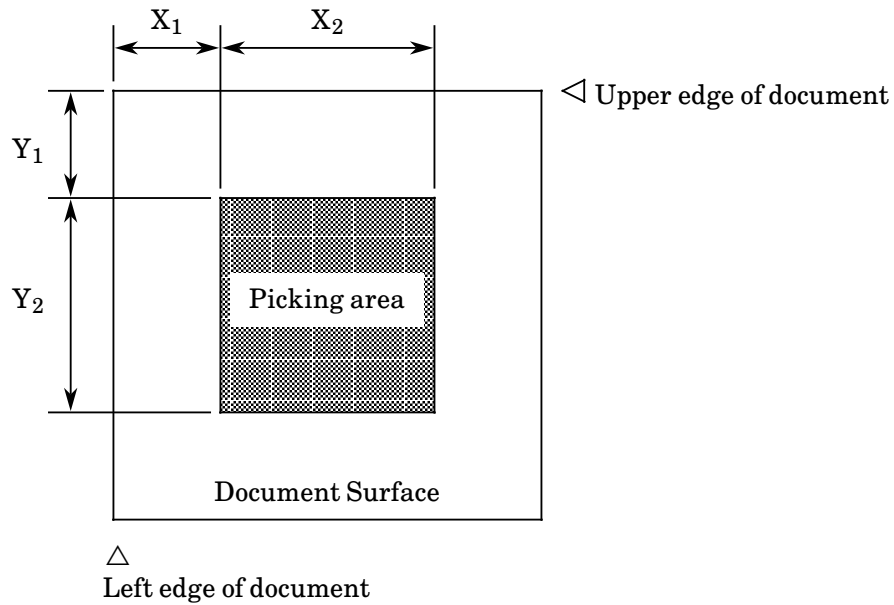 X₁ X₂
◁ Upper edge of document
Y₁
Y₂ Picking area
Document Surface
△
Left edge of document